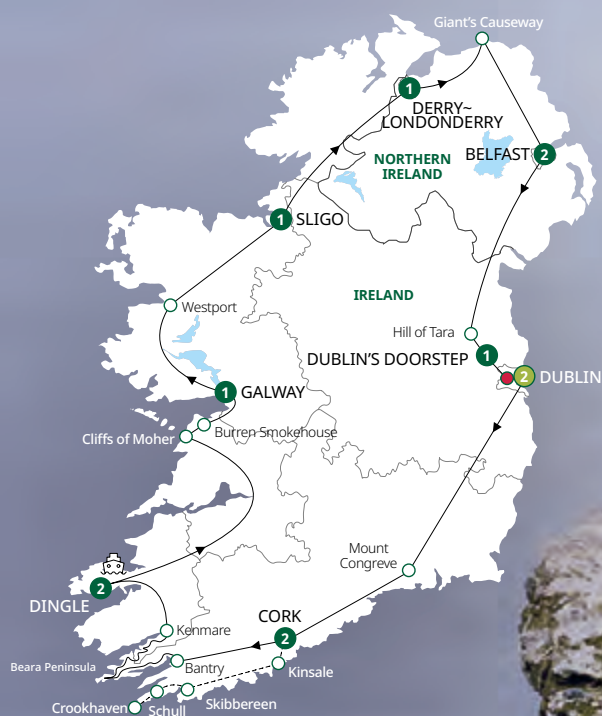 Giant's Causeway
1
DERRY~
LONDONDERRY
NORTHERN
IRELAND
BELFAST 2
1 SLIGO
IRELAND
Westport
Hill of Tara
DUBLIN'S DOORSTEP 1
2 DUBLIN
1 GALWAY
Burren Smokehouse
Cliffs of Moher
Mount
Congreve
2
DINGLE
CORK
2
Kenmare
Beara Peninsula
Bantry
Kinsale
Skibbereen
Schull
Crookhaven